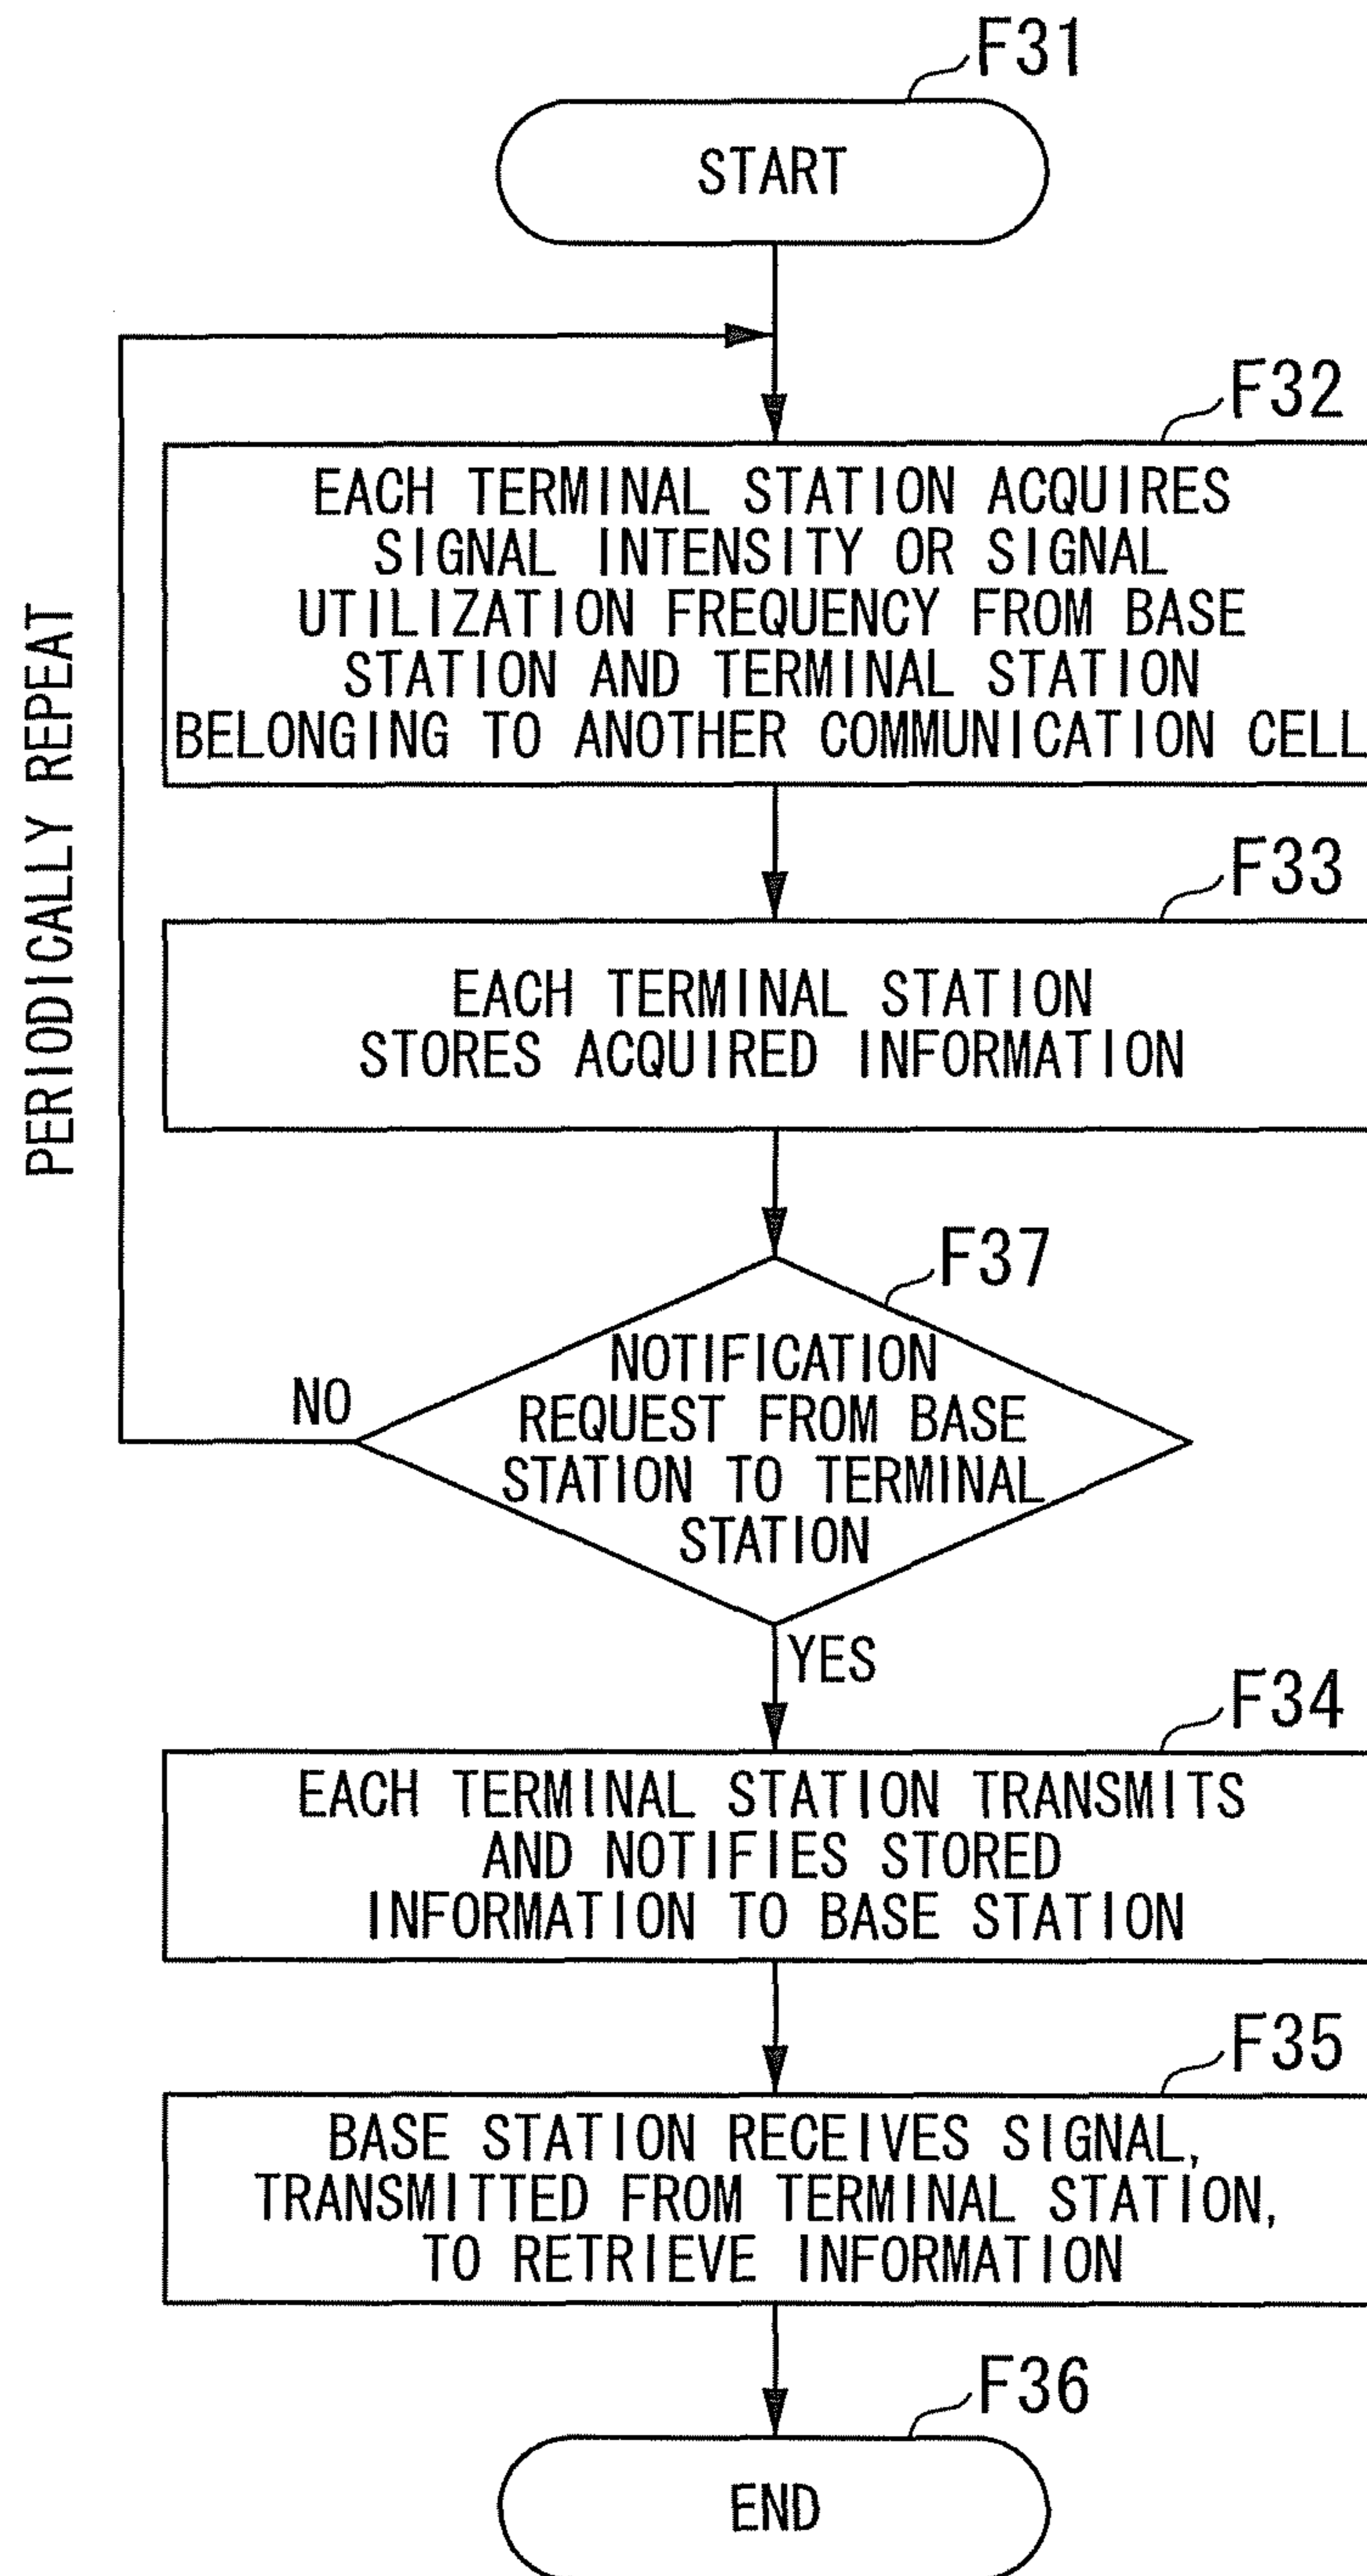 F31
START
F32
EACH TERMINAL STATION ACQUIRES
SIGNAL INTENSITY OR SIGNAL
UTILIZATION FREQUENCY FROM BASE
STATION AND TERMINAL STATION
BELONGING TO ANOTHER COMMUNICATION CELL
PERIODICALLY REPEAT
F33
EACH TERMINAL STATION
STORES ACQUIRED INFORMATION
F37
NOTIFICATION
REQUEST FROM BASE
STATION TO TERMINAL
STATION
NO
YES
F34
EACH TERMINAL STATION TRANSMITS
AND NOTIFIES STORED
INFORMATION TO BASE STATION
F35
BASE STATION RECEIVES SIGNAL,
TRANSMITTED FROM TERMINAL STATION,
TO RETRIEVE INFORMATION
F36
END